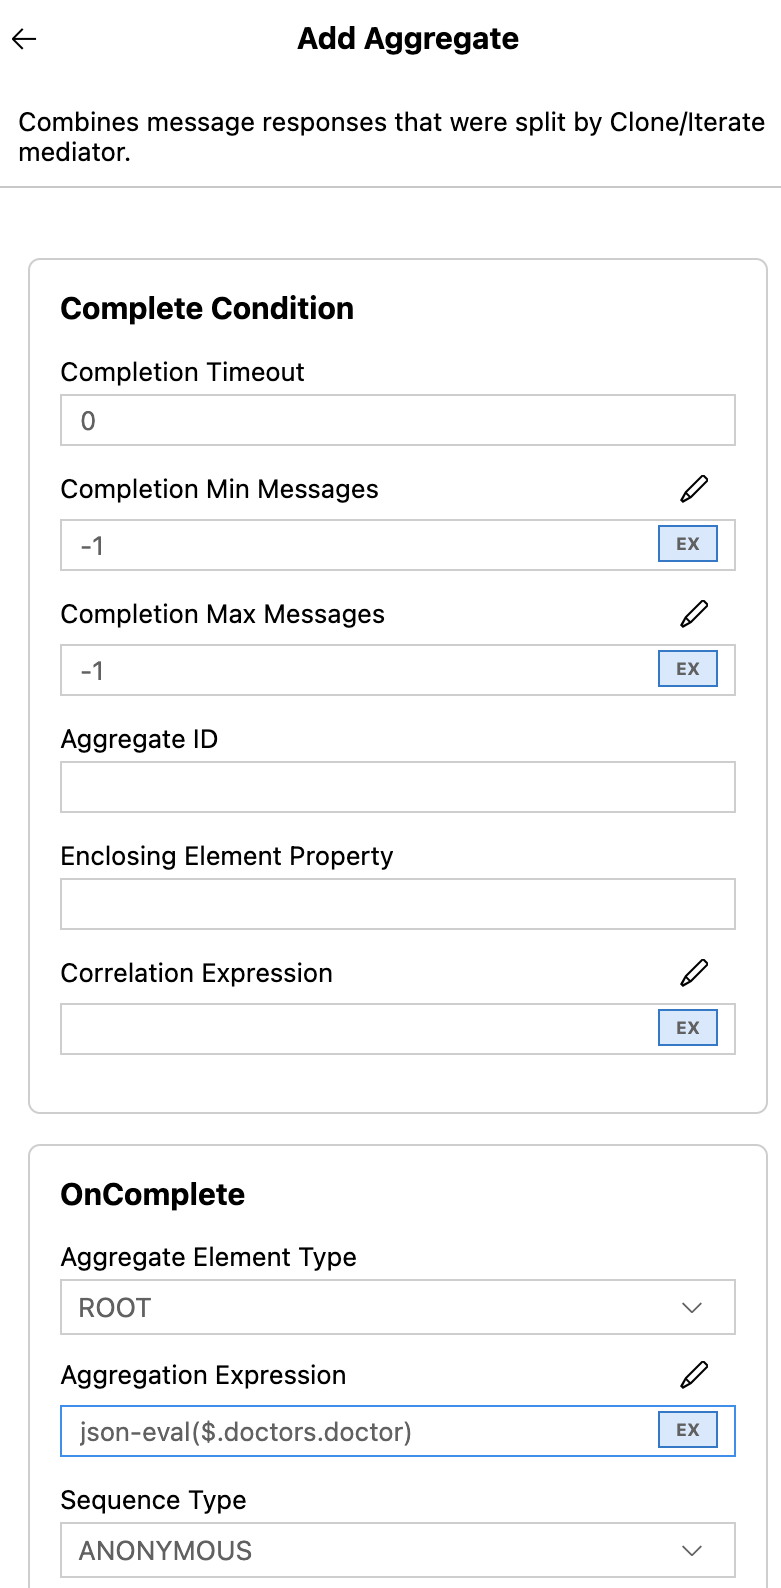 Add Aggregate
Combines message responses that were split by Clone/Iterate
mediator.
Complete Condition
Completion Timeout
0
Completion Min Messages
-1
EX
Completion Max Messages
-1
EX
Aggregate ID
Enclosing Element Property
Correlation Expression
EX
OnComplete
Aggregate Element Type
ROOT
Aggregation Expression
json-eval($.doctors.doctor)
EX
Sequence Type
ANONYMOUS